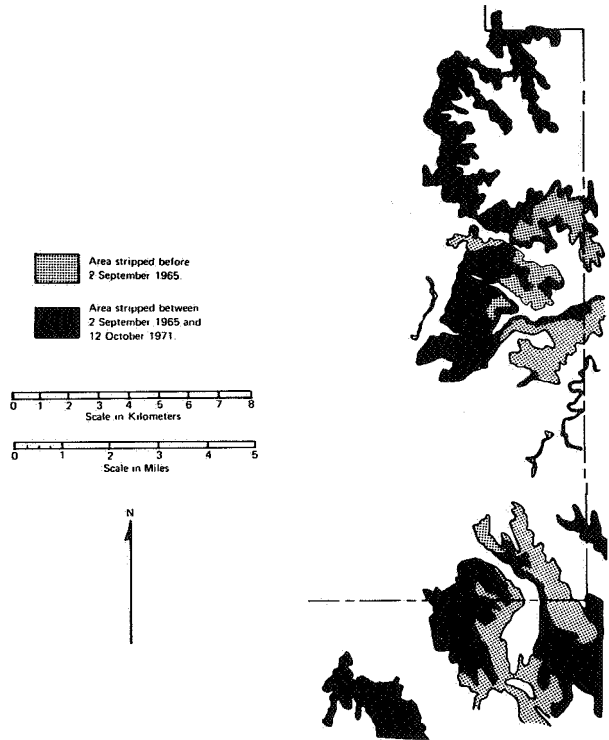 Area stripped before
2 September 1965.
Area stripped between
2 September 1965 and
12 October 1971.
0 1 2 3 4 5 6 7 8
Scale in Kilometers
0 1 2 3 4 5
Scale in Miles
N